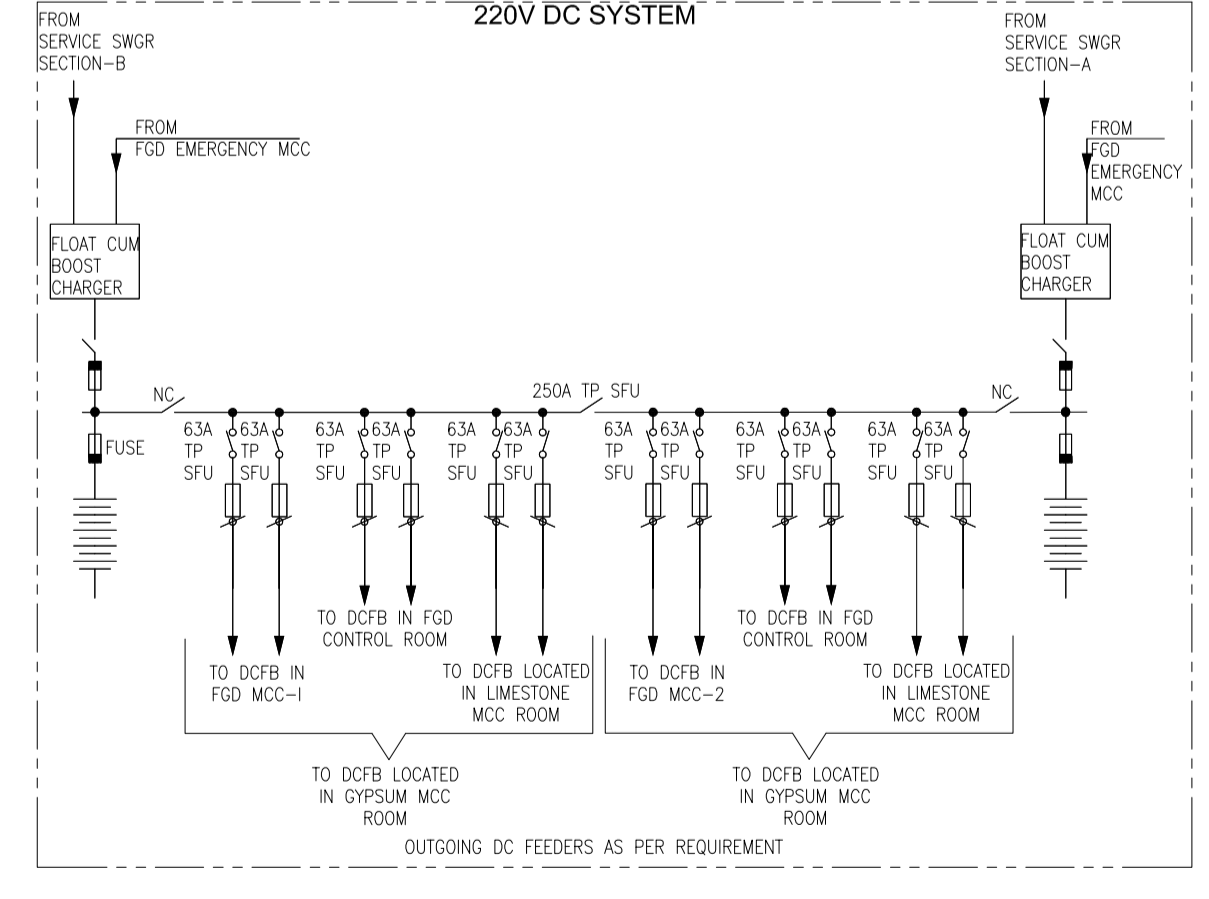 220V DC SYSTEM
FROM
SERVICE SWGR
SECTION-B
FROM
FGD EMERGENCY MCC
FROM
SERVICE SWGR
SECTION-A
FROM
FGD
EMERGENCY
MCC
FLOAT CUM
BOOST
CHARGER
FLOAT CUM
BOOST
CHARGER
NC
250A TP SFU
NC
FUSE
63A
TP
SFU
63A
TP
SFU
63A
TP
SFU
63A
TP
SFU
63A
TP
SFU
63A
TP
SFU
63A
TP
SFU
63A
TP
SFU
63A
TP
SFU
63A
TP
SFU
63A
TP
SFU
63A
TP
SFU
TO DCFB IN
FGD MCC-1
TO DCFB IN FGD
CONTROL ROOM
TO DCFB LOCATED
IN LIMESTONE
MCC ROOM
TO DCFB IN
FGD MCC-2
TO DCFB IN FGD
CONTROL ROOM
TO DCFB LOCATED
IN LIMESTONE
MCC ROOM
TO DCFB LOCATED
IN GYPSUM MCC
ROOM
TO DCFB LOCATED
IN GYPSUM MCC
ROOM
OUTGOING DC FEEDERS AS PER REQUIREMENT